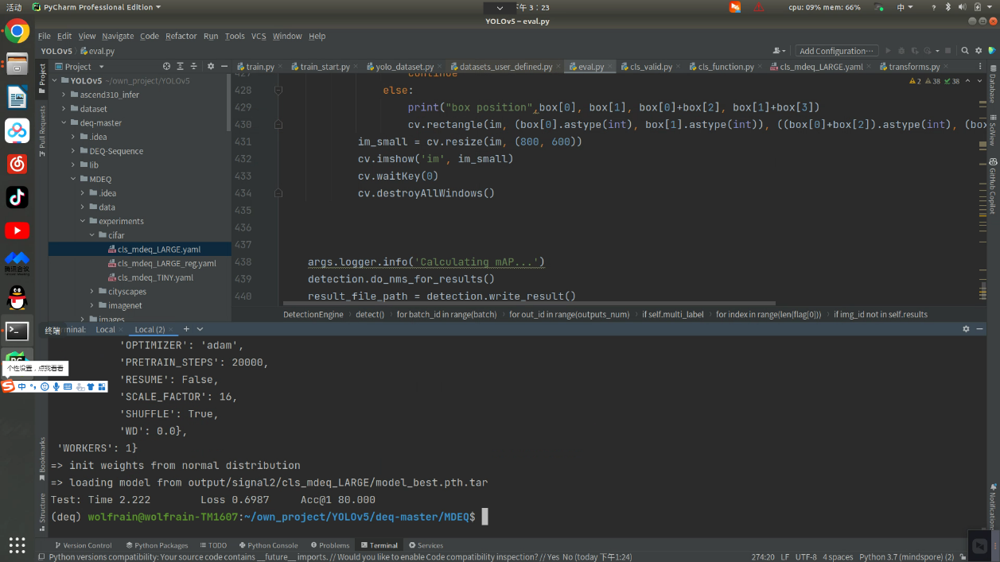 活动 PyCharm Professional Edition
午 3：23
cpu: 09% mem: 66%
中
?
YOLOv5 – eval.py
File Edit View Navigate Code Refactor Run Tools VCS Window Help
YOLOv5 eval.py
Add Configuration···
Project
train.py train_start.py yolo_dataset.py datasets_user_defined.py eval.py cls_valid.py cls_function.py cls_mdeq_LARGE.yaml transforms.py
2 38 38
YOLOv5 ~/own_project/YOLOv5
ascend310_infer
dataset
deq-master
.idea
DEQ-Sequence
lib
MDEQ
.idea
data
experiments
cifar
cls_mdeq_LARGE.yaml
cls_mdeq_LARGE_reg.yaml
cls_mdeq_TINY.yaml
cityscapes
imagenet
images
Project
Pull Requests
Bookmarks
Structure
Database
SciView
GitHub Copilot
Notifications
427 continue
428 else:
429 print("box position",box[0], box[1], box[0]+box[2], box[1]+box[3])
430 cv.rectangle(im, (box[0].astype(int), box[1].astype(int)), ((box[0]+box[2]).astype(int), (box
431 im_small = cv.resize(im, (800, 600))
432 cv.imshow('im', im_small)
433 cv.waitKey(0)
434 cv.destroyAllWindows()
435
436
437
438 args.logger.info('Calculating mAP...')
439 detection.do_nms_for_results()
440 result_file_path = detection.write_result()
DetectionEngine detect() for batch_id in range(batch) for out_id in range(outputs_num) if self.multi_label for index in range(len(flag[0])) if img_id not in self.results
终端
minal: Local Local (2) +
'OPTIMIZER': 'adam',
'PRETRAIN_STEPS': 20000,
'RESUME': False,
'SCALE_FACTOR': 16,
'SHUFFLE': True,
'WD': 0.0},
'WORKERS': 1}
=> init weights from normal distribution
=> loading model from output/signal2/cls_mdeq_LARGE/model_best.pth.tar
Test: Time 2.222 Loss 0.6987 Acc@1 80.000
(deq) wolfrain@wolfrain-TM1607:~/own_project/YOLOv5/deq-master/MDEQ$
腾讯会议
PC
个性设置，点我看看
中
Version Control Python Packages TODO Python Console Problems Terminal Services
Python versions compatibility: Your source code contains __future__ imports. // Would you like to enable Code compatibility inspection? // Yes No (today 下午1:24)
274:20 LF UTF-8 4 spaces Python 3.7 (mindspore) (2)